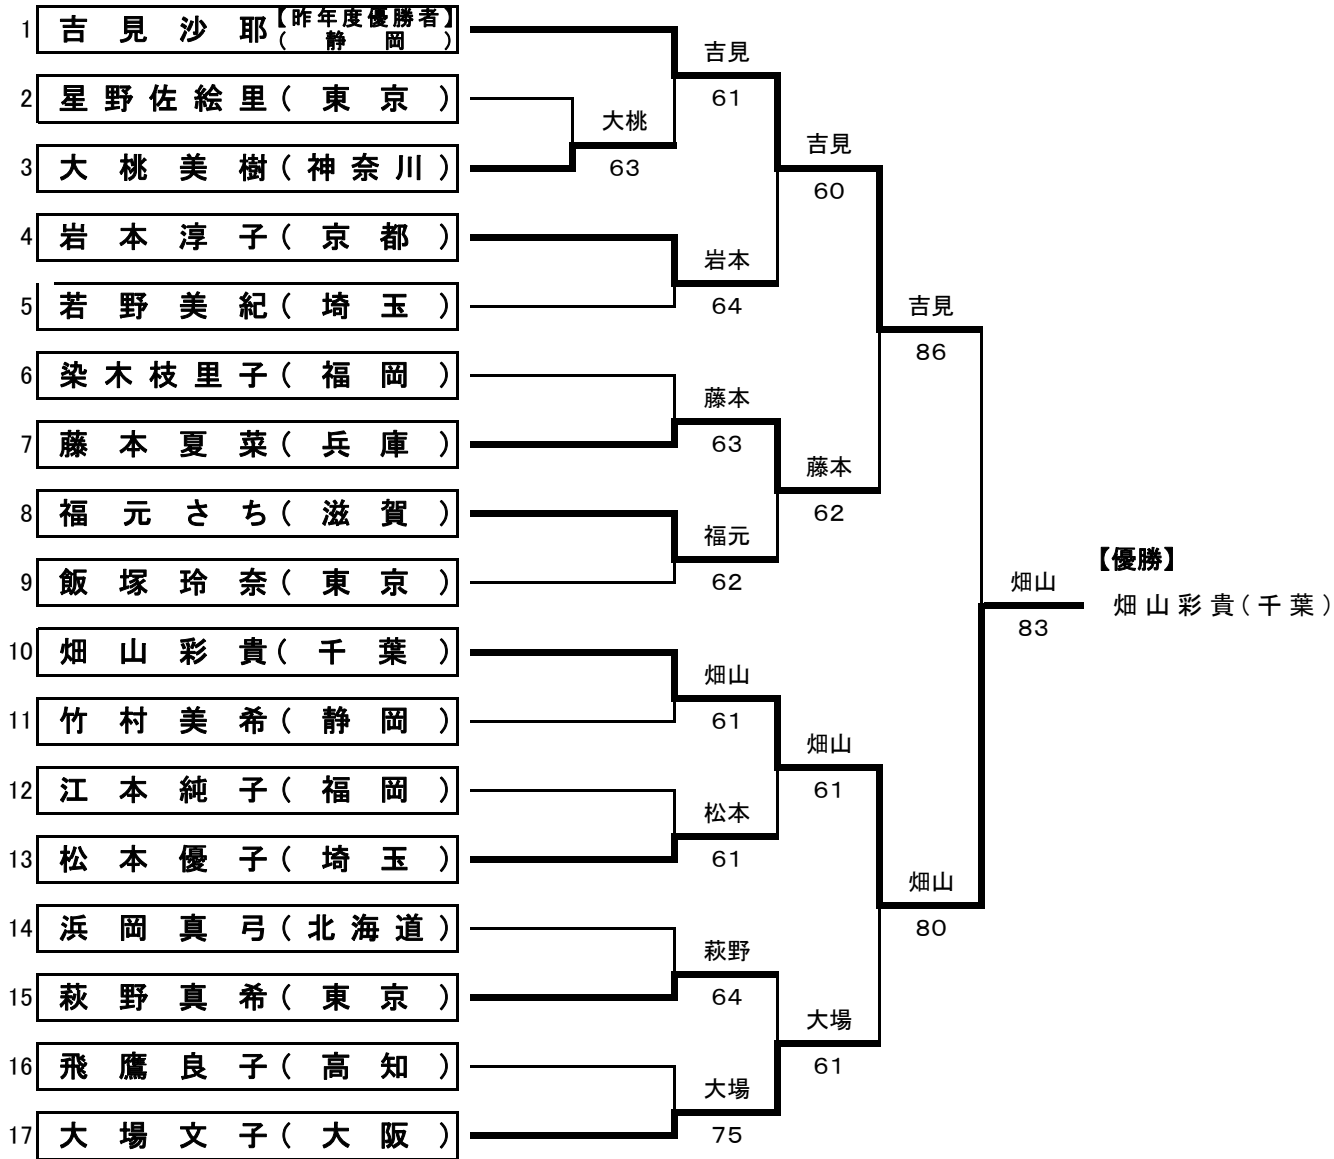 1 吉見沙耶【昨年度優勝者】(静岡)
2 星野佐絵里(東京)
3 大桃美樹(神奈川)
4 岩本淳子(京都)
5 若野美紀(埼玉)
6 染木枝里子(福岡)
7 藤本夏菜(兵庫)
8 福元さち(滋賀)
9 飯塚玲奈(東京)
10 畑山彩貴(千葉)
11 竹村美希(静岡)
12 江本純子(福岡)
13 松本優子(埼玉)
14 浜岡真弓(北海道)
15 萩野真希(東京)
16 飛鷹良子(高知)
17 大場文子(大阪)
大桃
63
吉見
61
岩本
64
藤本
63
福元
62
畑山
61
松本
61
萩野
64
大場
75
吉見
60
藤本
62
畑山
61
大場
61
吉見
86
畑山
80
畑山
83
【優勝】
畑山彩貴(千葉)